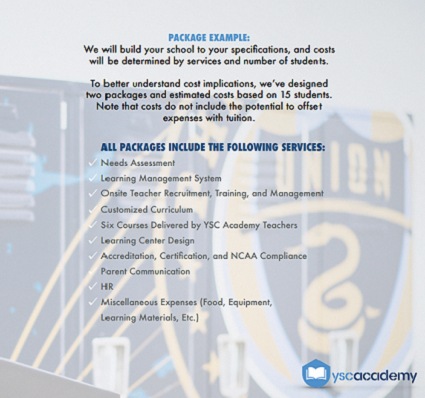 PACKAGE EXAMPLE:
We will build your school to your specifications, and costs
will be determined by services and number of students.
To better understand cost implications, we've designed
two packages and estimated costs based on 15 students.
Note that costs do not include the potential to offset
expenses with tuition.
ALL PACKAGES INCLUDE THE FOLLOWING SERVICES:
✓ Needs Assessment
✓ Learning Management System
✓ Onsite Teacher Recruitment, Training, and Management
✓ Customized Curriculum
✓ Six Courses Delivered by YSC Academy Teachers
✓ Learning Center Design
✓ Accreditation, Certification, and NCAA Compliance
✓ Parent Communication
✓ HR
✓ Miscellaneous Expenses (Food, Equipment,
Learning Materials, Etc.)
UNION
yscacademy